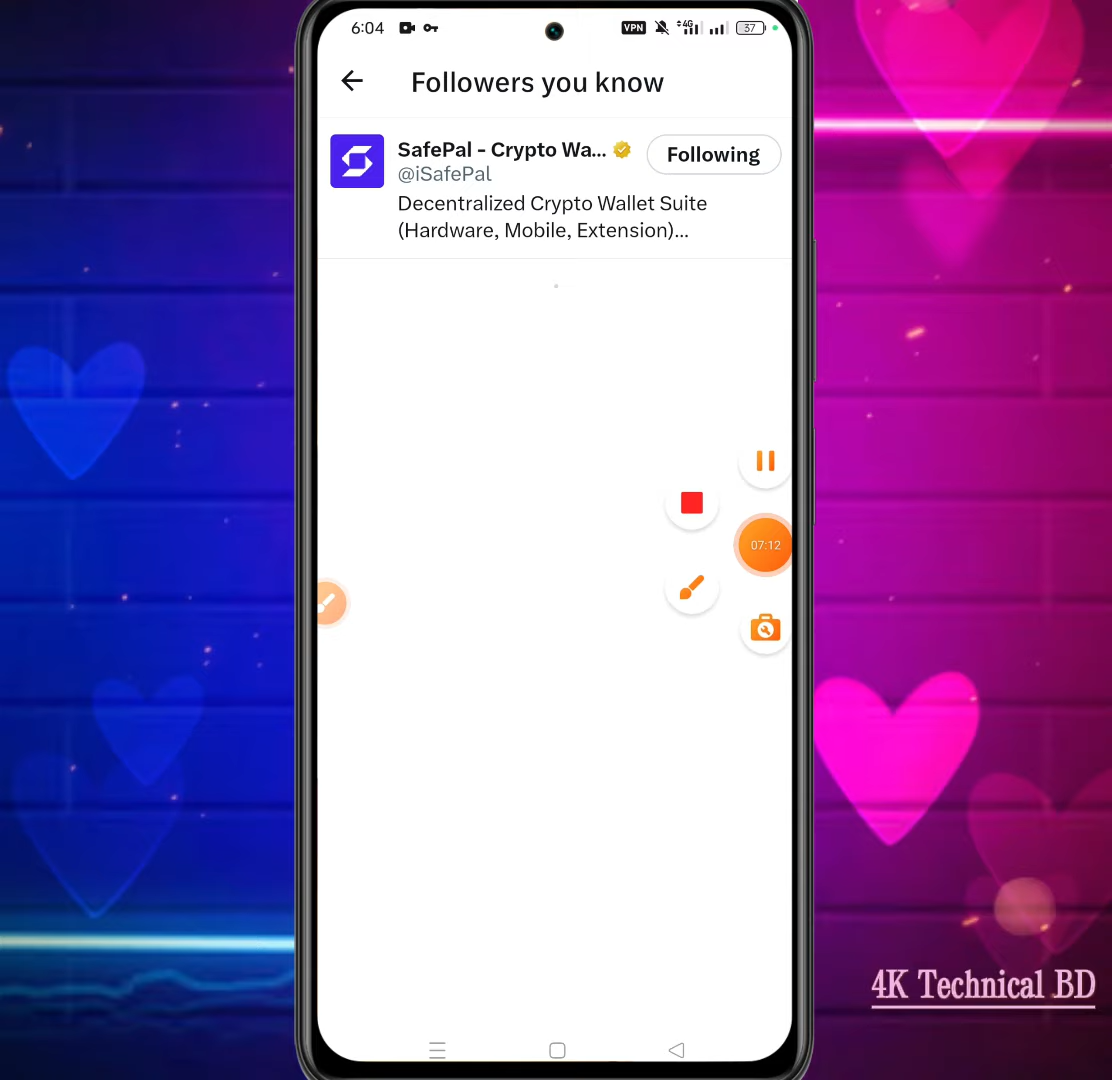 6:04
VPN
4G
37
Followers you know
SafePal - Crypto Wa...
Following
@iSafePal
Decentralized Crypto Wallet Suite
(Hardware, Mobile, Extension)...
07:12
4K Technical BD